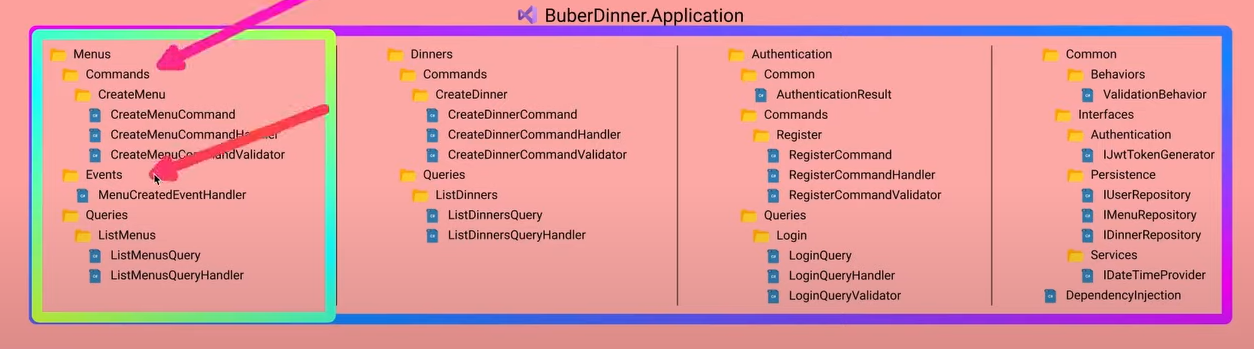 BuberDinner.Application
Menus
Commands
CreateMenu
CreateMenuCommand
CreateMenuCommandHandler
CreateMenuCommandValidator
Events
MenuCreatedEventHandler
Queries
ListMenus
ListMenusQuery
ListMenusQueryHandler
Dinners
Commands
CreateDinner
CreateDinnerCommand
CreateDinnerCommandHandler
CreateDinnerCommandValidator
Queries
ListDinners
ListDinnersQuery
ListDinnersQueryHandler
Authentication
Common
AuthenticationResult
Commands
Register
RegisterCommand
RegisterCommandHandler
RegisterCommandValidator
Queries
Login
LoginQuery
LoginQueryHandler
LoginQueryValidator
Common
Behaviors
ValidationBehavior
Interfaces
Authentication
IJwtTokenGenerator
Persistence
IUserRepository
IMenuRepository
IDinnerRepository
Services
IDateTimeProvider
DependencyInjection